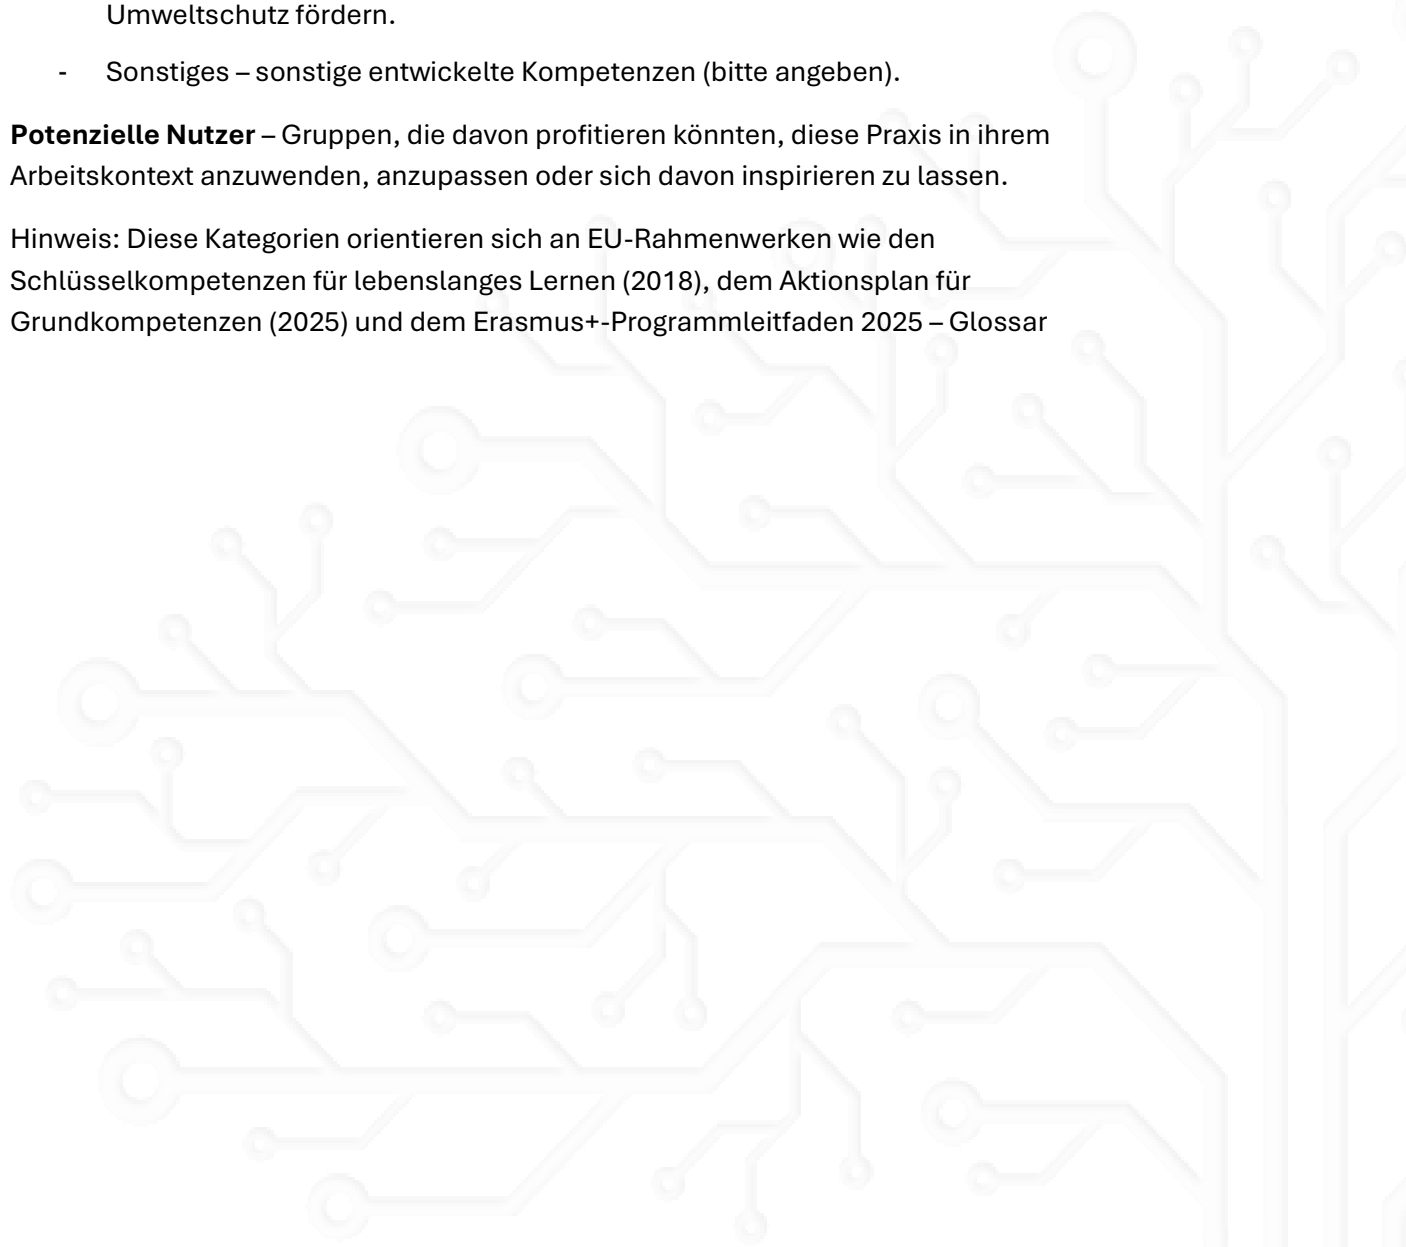 Umweltschutz fördern.
- Sonstiges – sonstige entwickelte Kompetenzen (bitte angeben).
Potenzielle Nutzer – Gruppen, die davon profitieren könnten, diese Praxis in ihrem
Arbeitskontext anzuwenden, anzupassen oder sich davon inspirieren zu lassen.
Hinweis: Diese Kategorien orientieren sich an EU-Rahmenwerken wie den
Schlüsselkompetenzen für lebenslanges Lernen (2018), dem Aktionsplan für
Grundkompetenzen (2025) und dem Erasmus+-Programmleitfaden 2025 – Glossar